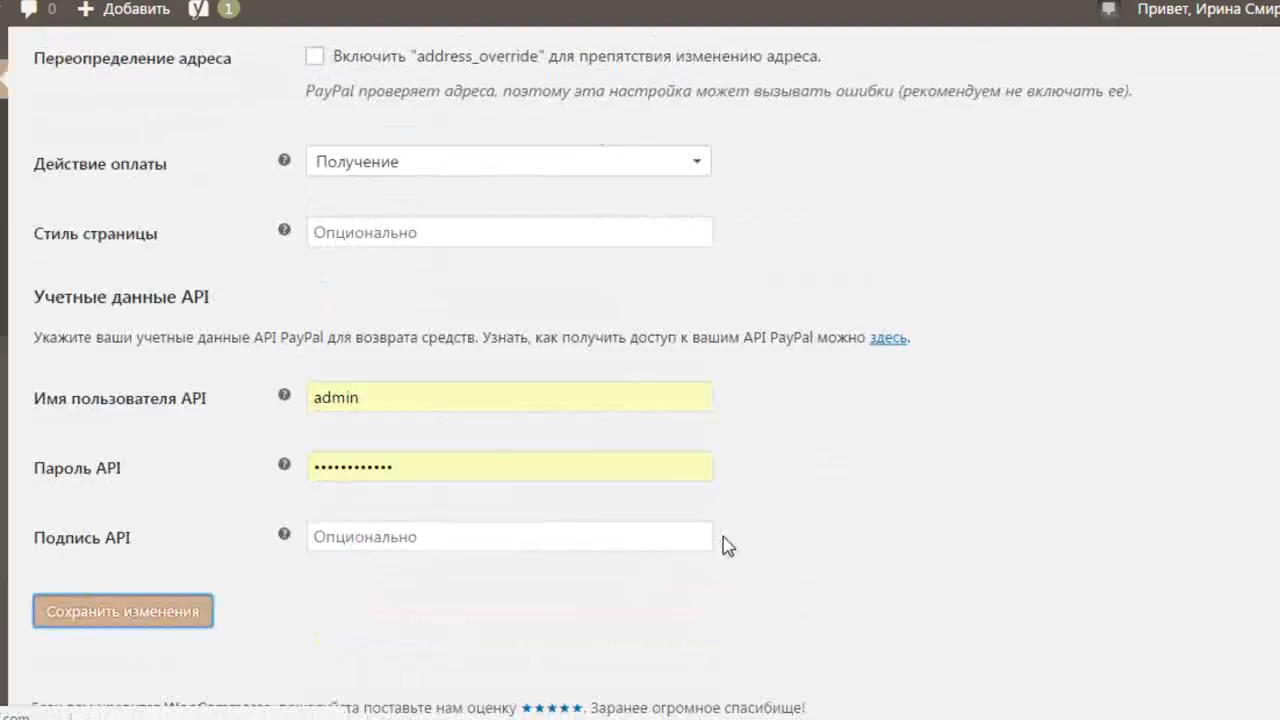 0 Добавить 1 Привет, Ирина Смир
Переопределение адреса Включить "address_override" для препятствия изменению адреса.
PayPal проверяет адреса, поэтому эта настройка может вызывать ошибки (рекомендуем не включать ее).
Действие оплаты Получение
Стиль страницы Опционально
Учетные данные API
Укажите ваши учетные данные API PayPal для возврата средств. Узнать, как получить доступ к вашим API PayPal можно здесь.
Имя пользователя API admin
Пароль API ••••••••••••
Подпись API Опционально
Сохранить изменения
поставьте нам оценку ★★★★★. Заранее огромное спасибище!